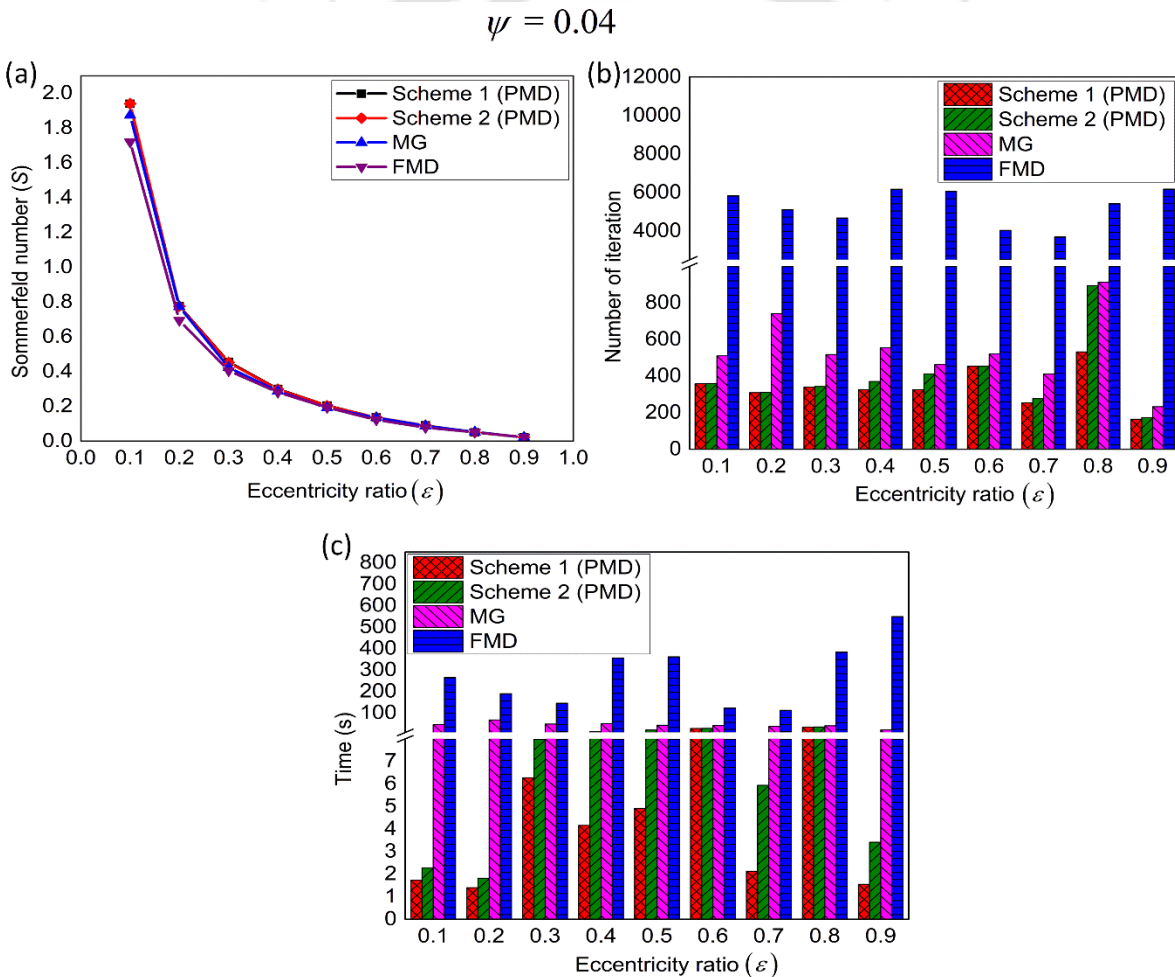 ψ = 0.04
(a)
Scheme 1 (PMD)
Scheme 2 (PMD)
MG
FMD
Sommerfeld number (S)
2.0
1.8
1.6
1.4
1.2
1.0
0.8
0.6
0.4
0.2
0.0
0.0 0.1 0.2 0.3 0.4 0.5 0.6 0.7 0.8 0.9 1.0
Eccentricity ratio (ε)
(b)
Scheme 1 (PMD)
Scheme 2 (PMD)
MG
FMD
Number of iteration
12000
10000
8000
6000
4000
800
600
400
200
0
0.1 0.2 0.3 0.4 0.5 0.6 0.7 0.8 0.9
Eccentricity ratio (ε)
(c)
Scheme 1 (PMD)
Scheme 2 (PMD)
MG
FMD
Time (s)
800
700
600
500
400
300
200
100
7
6
5
4
3
2
1
0
0.1 0.2 0.3 0.4 0.5 0.6 0.7 0.8 0.9
Eccentricity ratio (ε)